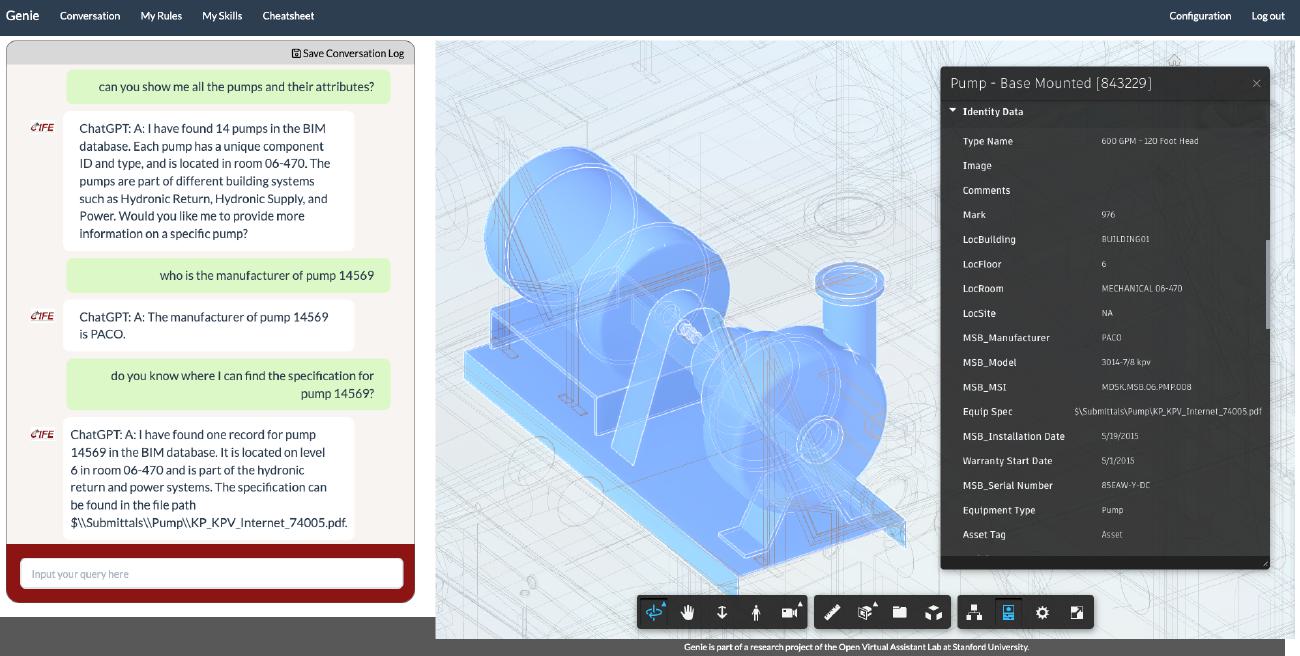 Genie Conversation My Rules My Skills Cheatsheet Configuration Log out
Save Conversation Log
can you show me all the pumps and their attributes?
CIFE
ChatGPT: A: I have found 14 pumps in the BIM
database. Each pump has a unique component
ID and type, and is located in room 06-470. The
pumps are part of different building systems
such as Hydronic Return, Hydronic Supply, and
Power. Would you like me to provide more
information on a specific pump?
who is the manufacturer of pump 14569
CIFE
ChatGPT: A: The manufacturer of pump 14569
is PACO.
do you know where I can find the specification for
pump 14569?
CIFE
ChatGPT: A: I have found one record for pump
14569 in the BIM database. It is located on level
6 in room 06-470 and is part of the hydronic
return and power systems. The specification can
be found in the file path
$\\Submittals\\Pump\\KP_KPV_Internet_74005.pdf.
Input your query here
Pump - Base Mounted [843229]
Identity Data
Type Name 600 GPM - 120 Foot Head
Image
Comments
Mark 976
LocBuilding BUILDING01
LocFloor 6
LocRoom MECHANICAL 06-470
LocSite NA
MSB_Manufacturer PACO
MSB_Model 3014-7/8 kpv
MSB_MSI MDSK.MSB.06.PMP.008
Equip Spec $\Submittals\Pump\KP_KPV_Internet_74005.pdf
MSB_Installation Date 5/19/2015
Warranty Start Date 5/1/2015
MSB_Serial Number 85EAW-Y-DC
Equipment Type Pump
Asset Tag Asset
Genie is part of a research project of the Open Virtual Assistant Lab at Stanford University.